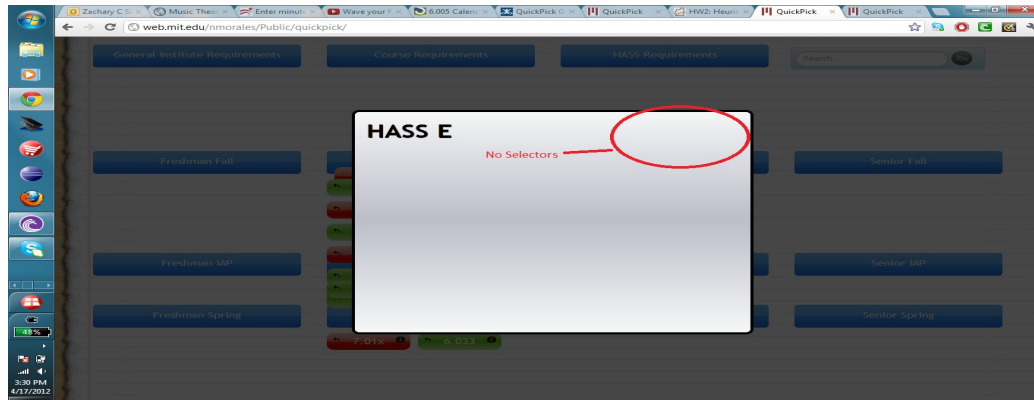 Zachary C S
Music Theo
Enter minut
Wave your f
6.005 Calen
QuickPick G
QuickPick
HW2: Heuris
QuickPick
QuickPick
web.mit.edu/nmorales/Public/quickpick/
General Institute Requirements
Course Requirements
HASS Requirements
Search...
Go
HASS E
No Selectors
Freshman Fall
Senior Fall
Freshman IAP
Senior IAP
Freshman Spring
Senior Spring
7.01x
6.033
48%
3:30 PM
4/17/2012